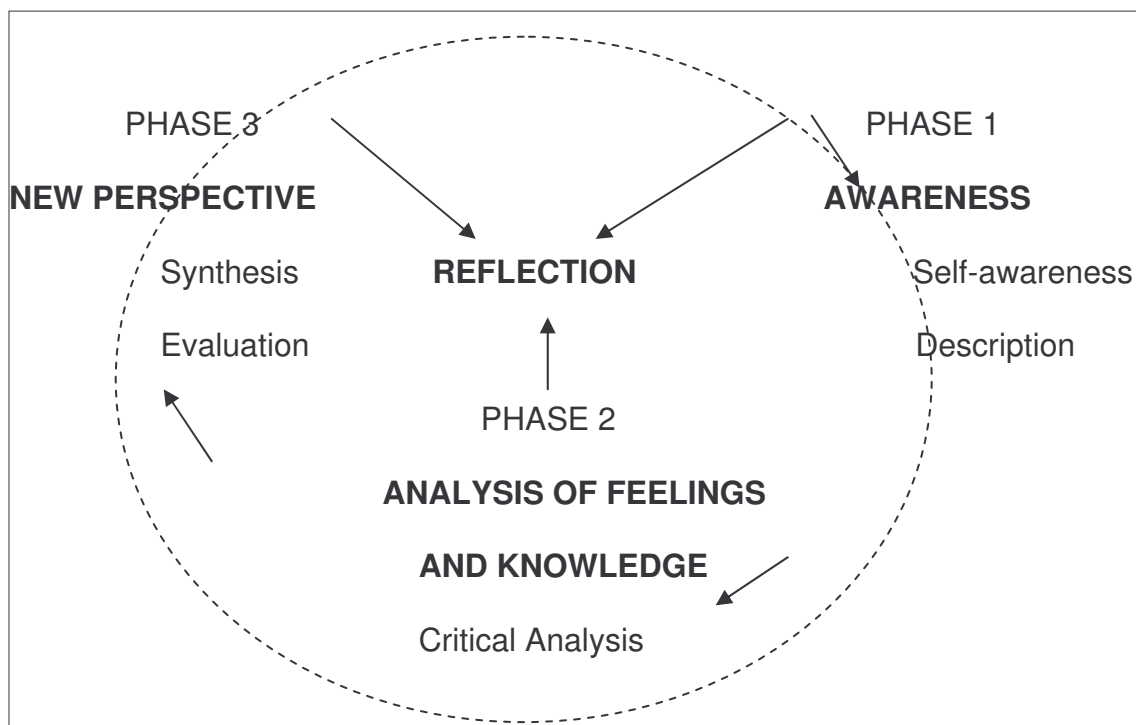 PHASE 3
PHASE 1
NEW PERSPECTIVE
AWARENESS
Synthesis
REFLECTION
Self-awareness
Evaluation
Description
PHASE 2
ANALYSIS OF FEELINGS
AND KNOWLEDGE
Critical Analysis